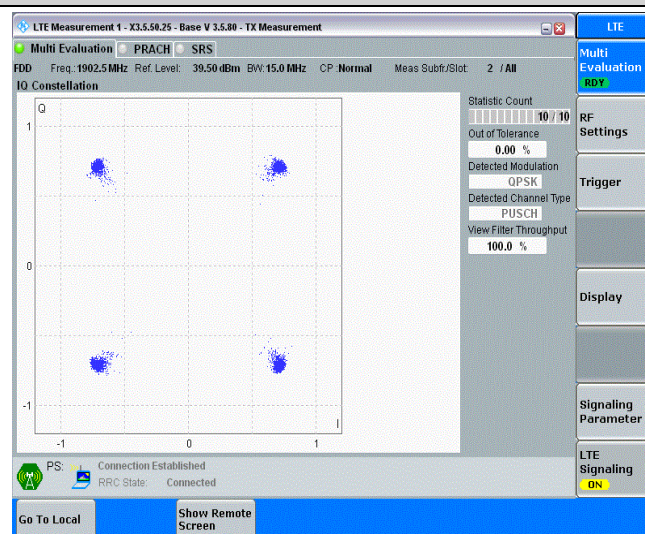 LTE Measurement 1 - X3.5.50.25 - Base V 3.5.80 - TX Measurement
LTE
Multi Evaluation PRACH SRS
Multi
Evaluation
RDY
FDD Freq.: 1902.5 MHz Ref. Level: 39.50 dBm BW: 15.0 MHz CP : Normal Meas Subfr./Slot: 2 / All
IQ Constellation
Q
1
0
-1
-1 0 1
I
Statistic Count
10 / 10
Out of Tolerance
0.00 %
Detected Modulation
QPSK
Detected Channel Type
PUSCH
View Filter Throughput
100.0 %
RF
Settings
Trigger
Display
Signaling
Parameter
LTE
Signaling
ON
PS: Connection Established
RRC State: Connected
Go To Local
Show Remote
Screen